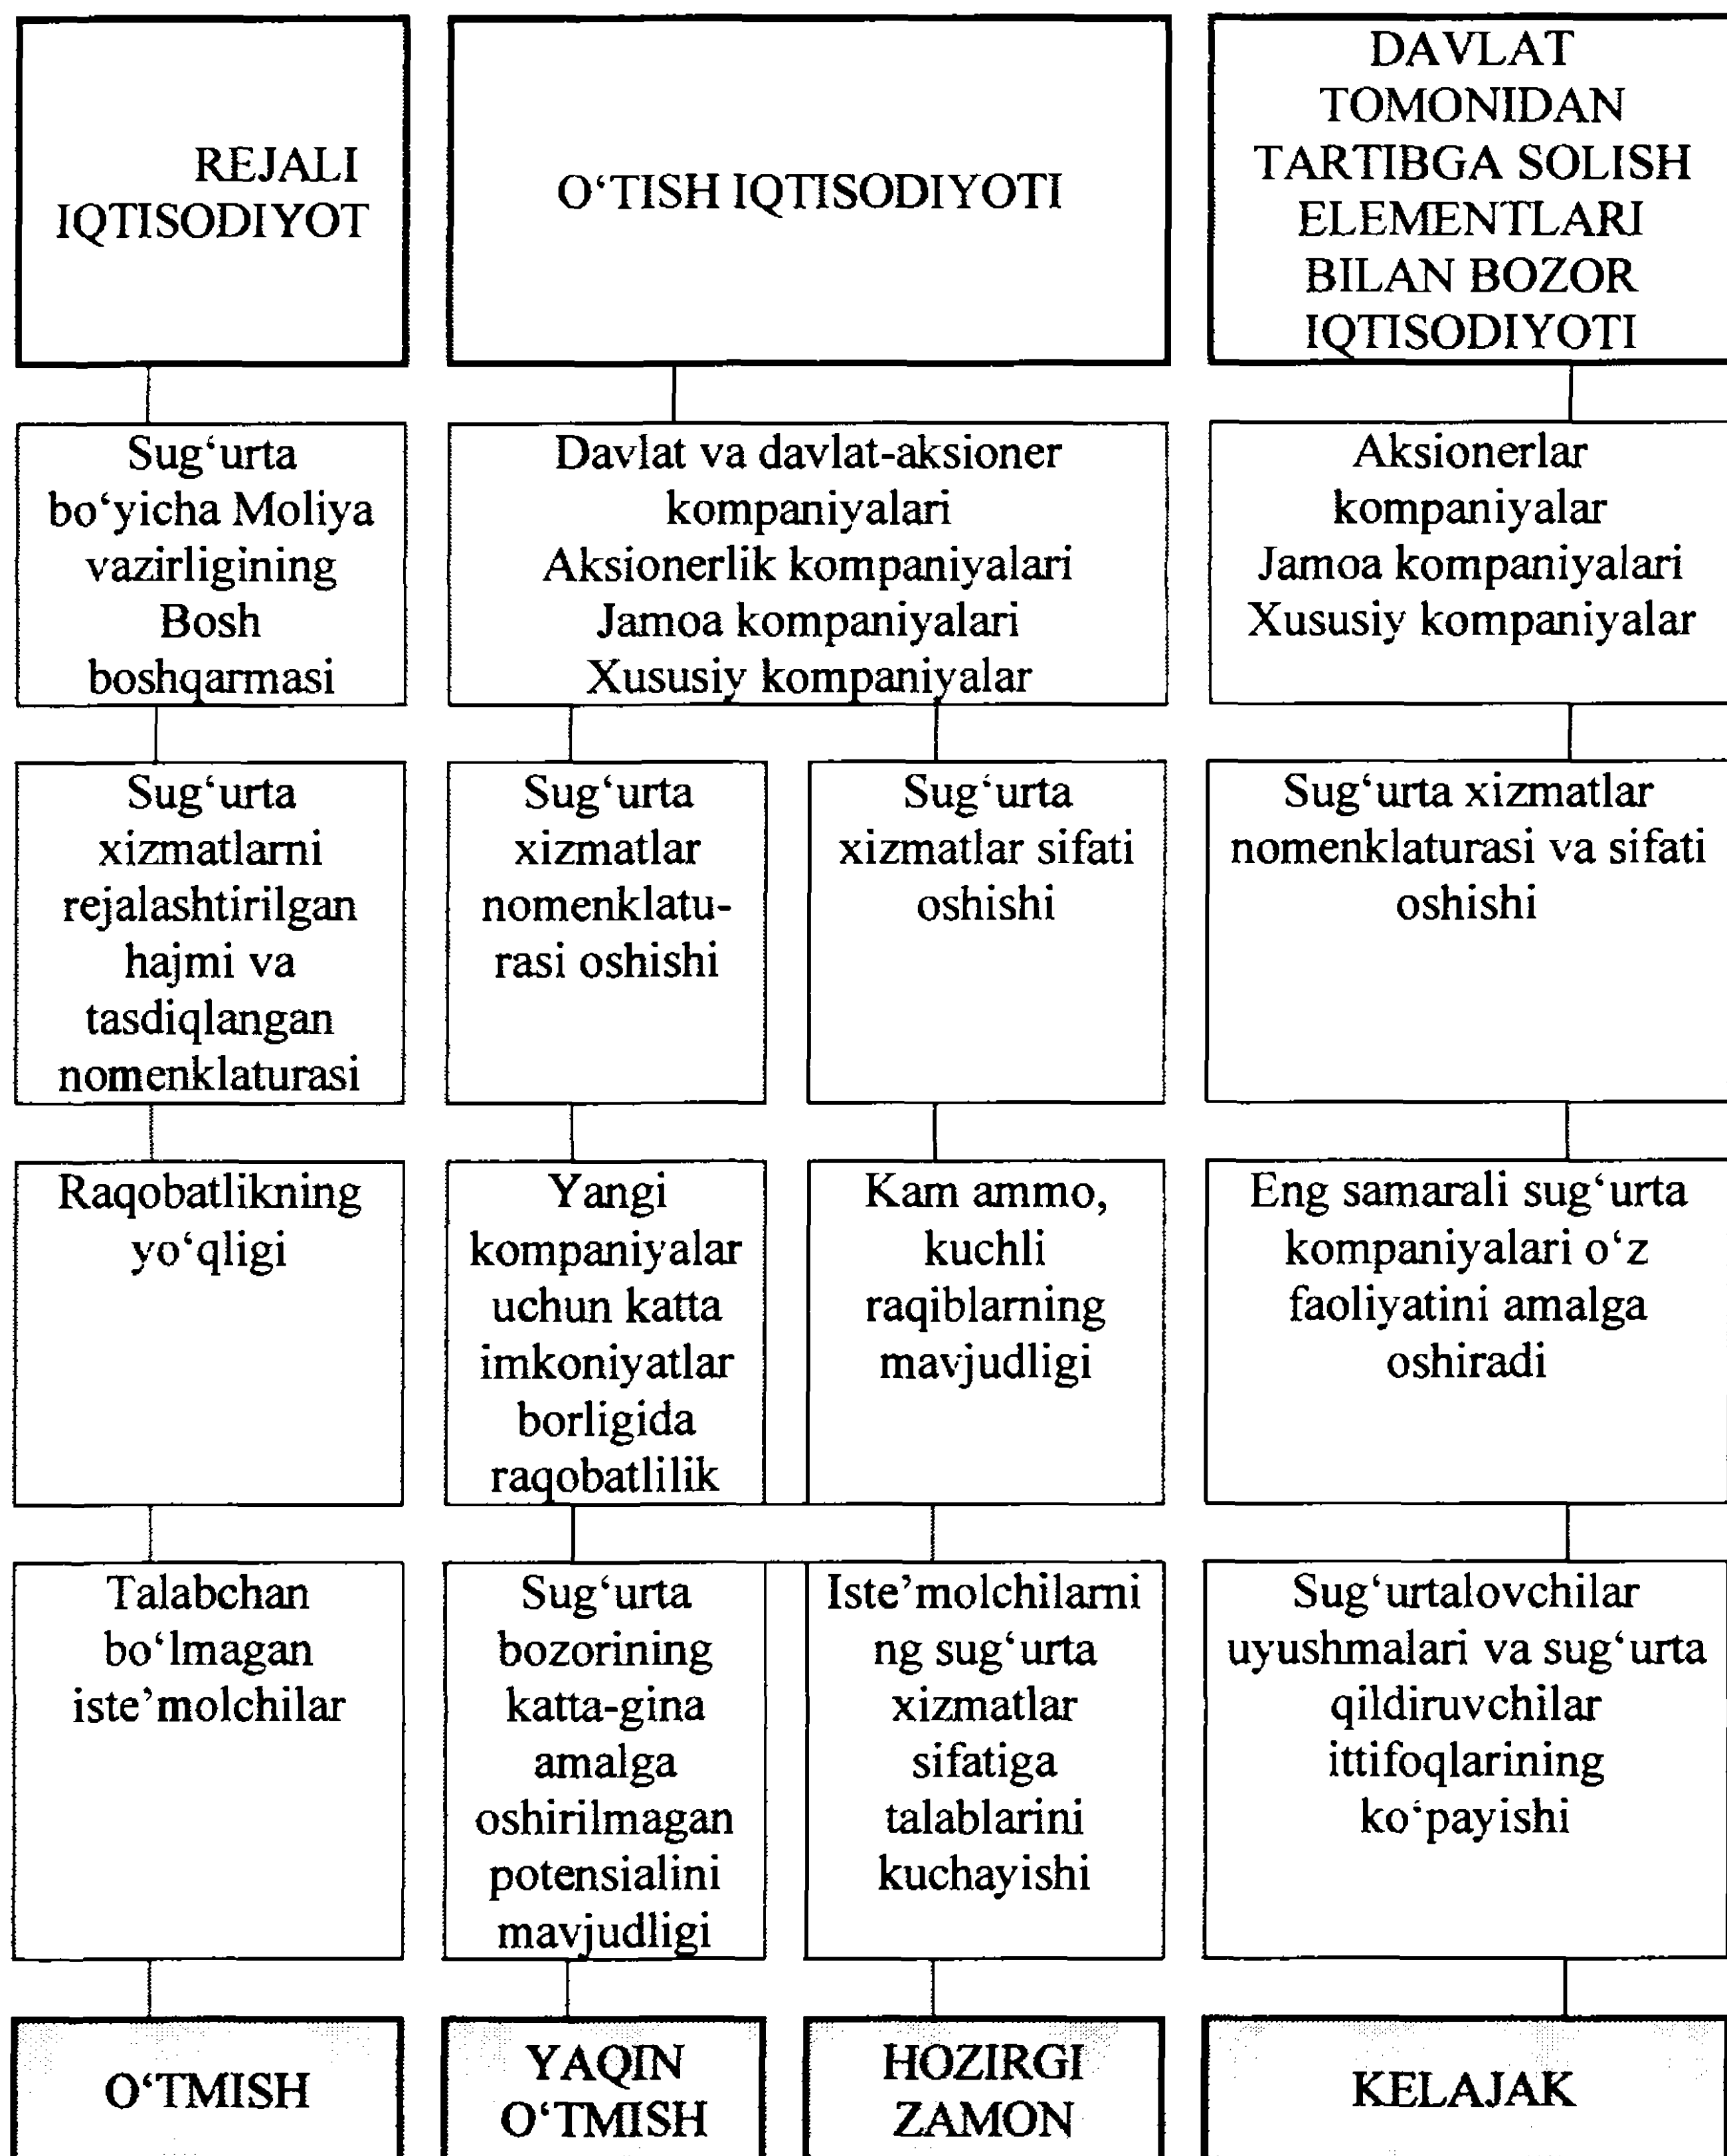 REJALI
IQTISODIYOT
O‘TISH IQTISODIYOTI
DAVLAT
TOMONIDAN
TARTIBGA SOLISH
ELEMENTLARI
BILAN BOZOR
IQTISODIYOTI
Sug‘urta
bo‘yicha Moliya
vazirligining
Bosh
boshqarmasi
Davlat va davlat-aksioner
kompaniyalari
Aksionerlik kompaniyalari
Jamoa kompaniyalari
Xususiy kompaniyalar
Aksionerlar
kompaniyalar
Jamoa kompaniyalari
Xususiy kompaniyalar
Sug‘urta
xizmatlarni
rejalashtirilgan
hajmi va
tasdiqlangan
nomenklaturasi
Sug‘urta
xizmatlar
nomenklatu-
rasi oshishi
Sug‘urta
xizmatlar sifati
oshishi
Sug‘urta xizmatlar
nomenklaturasi va sifati
oshishi
Raqobatlikning
yo‘qligi
Yangi
kompaniyalar
uchun katta
imkoniyatlar
borligida
raqobatlilik
Kam ammo,
kuchli
raqiblarning
mavjudligi
Eng samarali sug‘urta
kompaniyalari o‘z
faoliyatini amalga
oshiradi
Talabchan
bo‘lmagan
iste’molchilar
Sug‘urta
bozorining
katta-gina
amalga
oshirilmagan
potensialini
mavjudligi
Iste’molchilarni
ng sug‘urta
xizmatlar
sifatiga
talablarini
kuchayishi
Sug‘urtalovchilar
uyushmalari va sug‘urta
qildiruvchilar
ittifoqlarining
ko‘payishi
O‘TMISH
YAQIN
O‘TMISH
HOZIRGI
ZAMON
KELAJAK